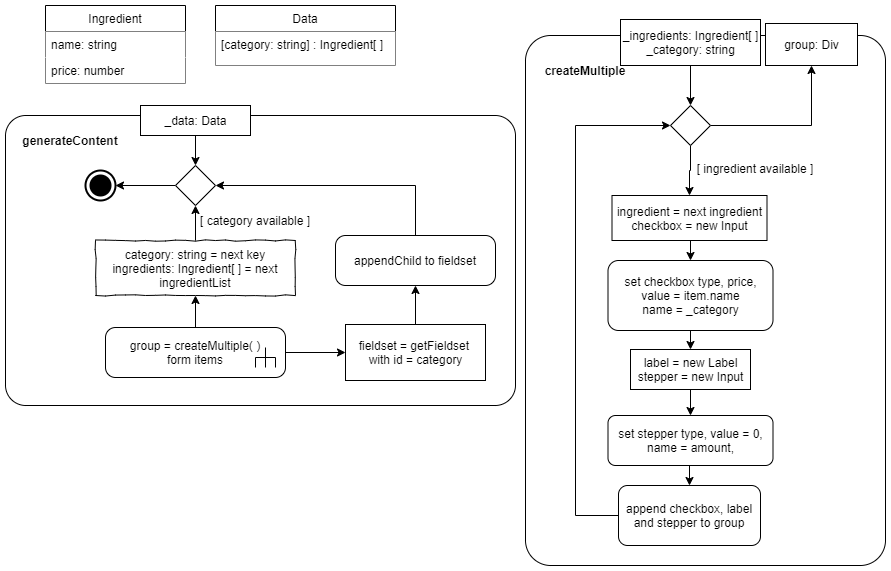 Ingredient
name: string
price: number
Data
[category: string] : Ingredient[ ]
_data: Data
generateContent
[ category available ]
category: string = next key
ingredients: Ingredient[ ] = next
ingredientList
appendChild to fieldset
group = createMultiple( )
form items
fieldset = getFieldset
with id = category
_ingredients: Ingredient[ ]
_category: string
group: Div
createMultiple
[ ingredient available ]
ingredient = next ingredient
checkbox = new Input
set checkbox type, price,
value = item.name
name = _category
label = new Label
stepper = new Input
set stepper type, value = 0,
name = amount,
append checkbox, label
and stepper to group